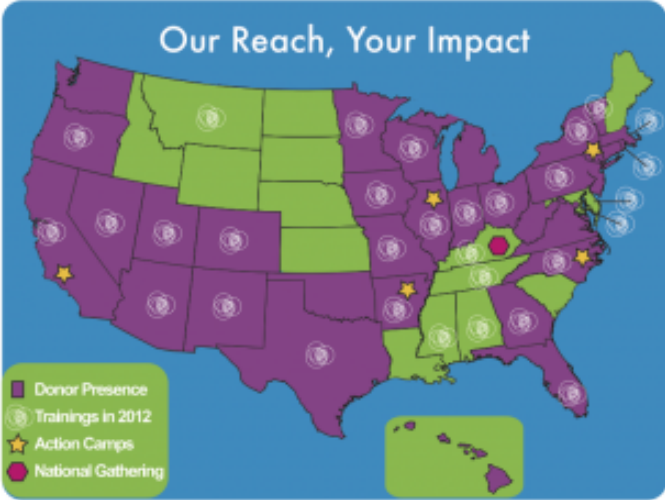 Our Reach, Your Impact
Donor Presence
Trainings in 2012
Action Camps
National Gathering